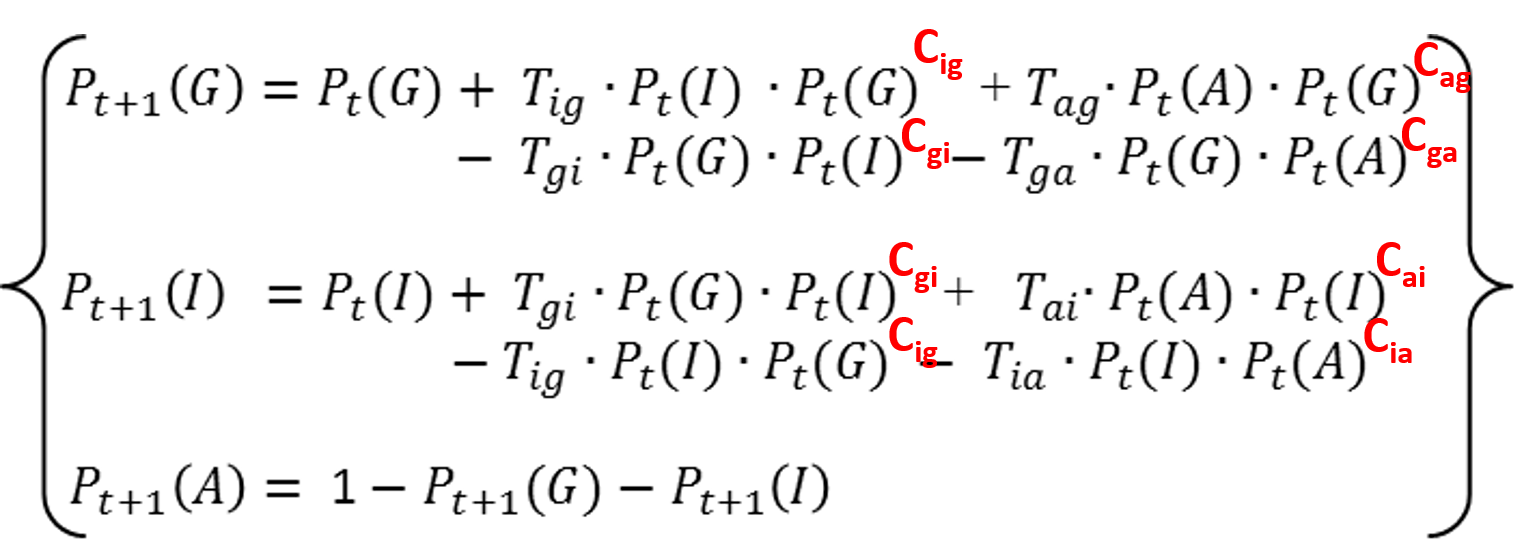 P_{t+1}(G) = P_t(G) + T_{ig} · P_t(I) · P_t(G)^{C_{ig}} + T_{ag} · P_t(A) · P_t(G)^{C_{ag}}
− T_{gi} · P_t(G) · P_t(I)^{C_{gi}} − T_{ga} · P_t(G) · P_t(A)^{C_{ga}}
P_{t+1}(I) = P_t(I) + T_{gi} · P_t(G) · P_t(I)^{C_{gi}} + T_{ai} · P_t(A) · P_t(I)^{C_{ai}}
− T_{ig} · P_t(I) · P_t(G)^{C_{ig}} − T_{ia} · P_t(I) · P_t(A)^{C_{ia}}
P_{t+1}(A) = 1 − P_{t+1}(G) − P_{t+1}(I)